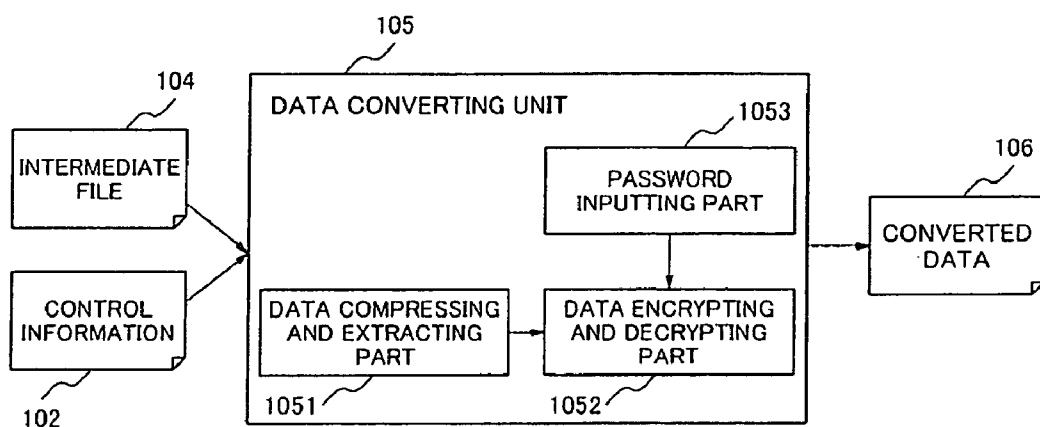 105
104
DATA CONVERTING UNIT
1053
106
INTERMEDIATE
FILE
PASSWORD
INPUTTING PART
CONVERTED
DATA
CONTROL
INFORMATION
DATA COMPRESSING
AND EXTRACTING
PART
DATA ENCRYPTING
AND DECRYPTING
PART
102
1051
1052